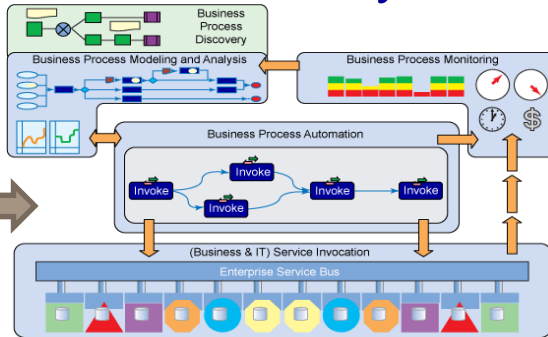 Business
Process
Discovery
Business Process Modeling and Analysis
Business Process Monitoring
$
Business Process Automation
Invoke
Invoke
Invoke
Invoke
Invoke
(Business & IT) Service Invocation
Enterprise Service Bus